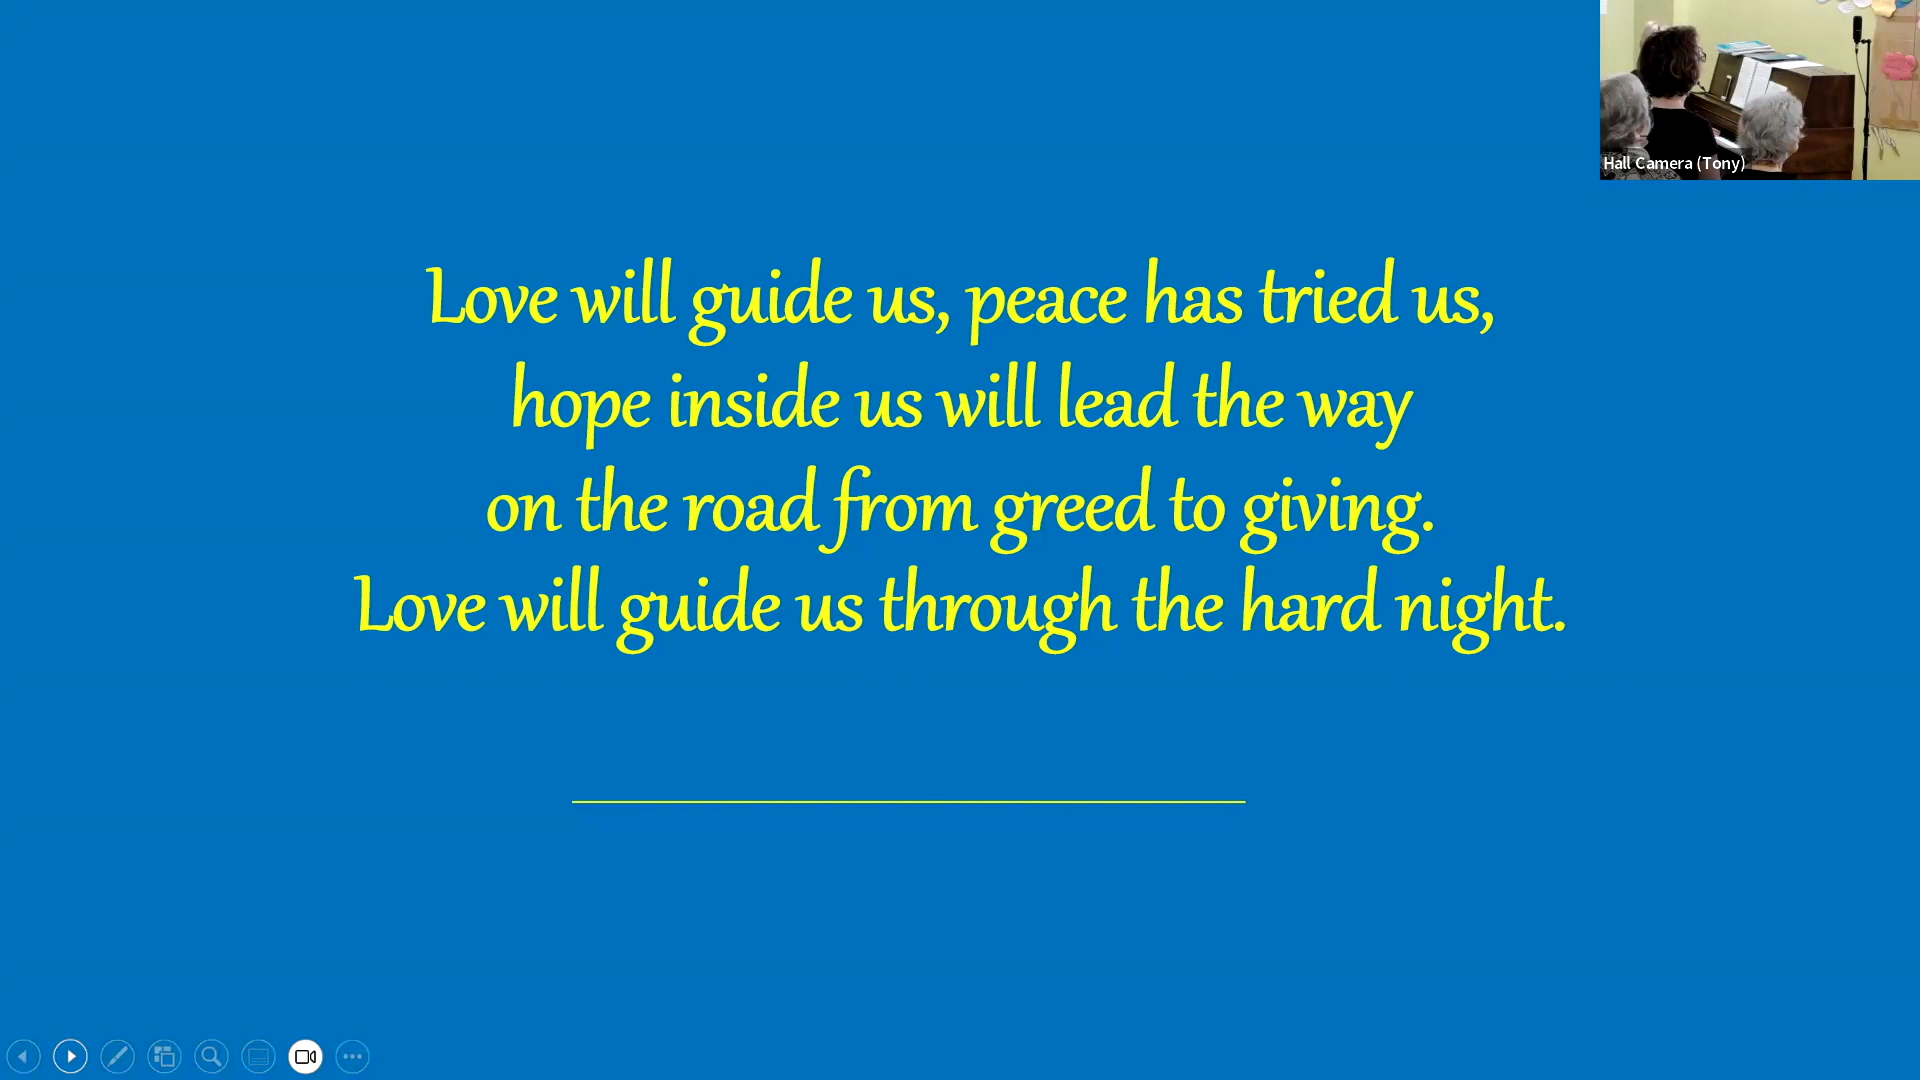 Hall Camera (Tony)
Love will guide us, peace has tried us,
hope inside us will lead the way
on the road from greed to giving.
Love will guide us through the hard night.